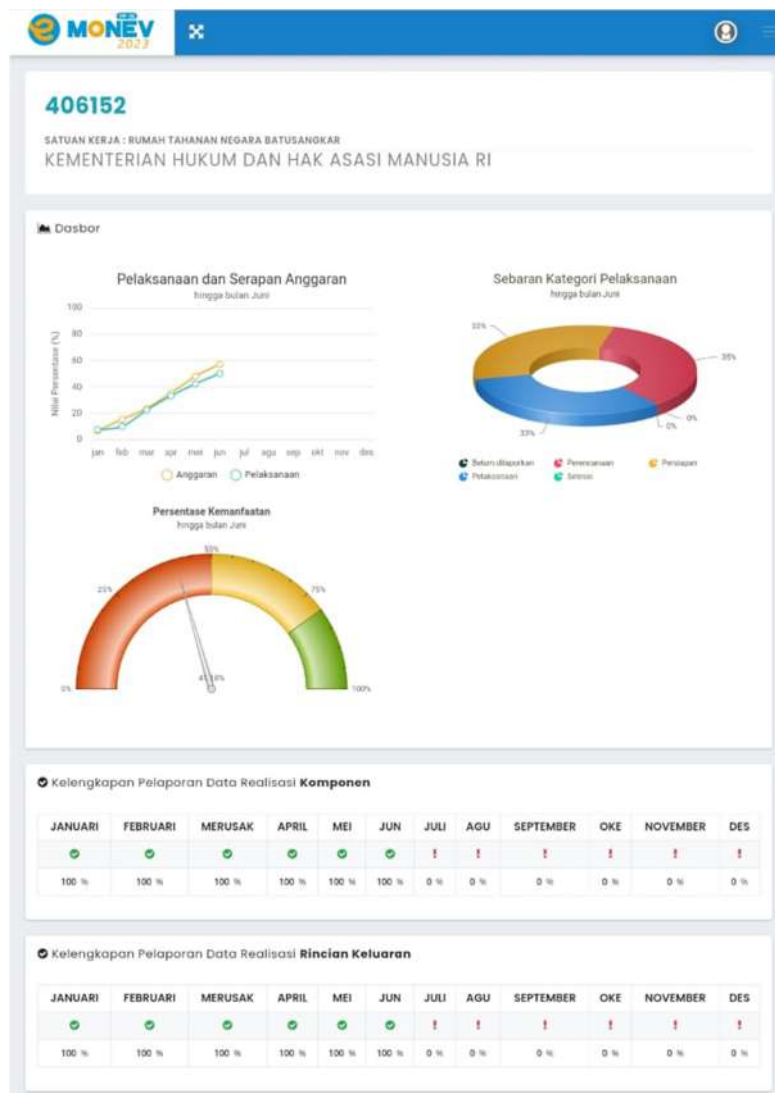 e MONEV
2023
406152
SATUAN KERJA : RUMAH TAHANAN NEGARA BATUSANGKAR
KEMENTERIAN HUKUM DAN HAK ASASI MANUSIA RI
Dasbor
Pelaksanaan dan Serapan Anggaran
hingga bulan Juni
100
80
60
40
20
0
Nilai Persentase (%)
jan feb mar apr mei jun jul agu sep okt nov des
Anggaran Pelaksanaan
Sebaran Kategori Pelaksanaan
hingga bulan Juni
35%
0%
0%
33%
Belum dilaporkan Perencanaan Persiapan
Pelaksanaan Selesai
Persentase Kemanfaatan
hingga bulan Juni
0%
25%
75%
100%
Kelengkapan Pelaporan Data Realisasi Komponen
JANUARI FEBRUARI MERUSAK APRIL MEI JUN JULI AGU SEPTEMBER OKE NOVEMBER DES
! ! ! ! ! !
100 % 100 % 100 % 100 % 100 % 100 % 0 % 0 % 0 % 0 % 0 % 0 %
Kelengkapan Pelaporan Data Realisasi Rincian Keluaran
JANUARI FEBRUARI MERUSAK APRIL MEI JUN JULI AGU SEPTEMBER OKE NOVEMBER DES
! ! ! ! ! !
100 % 100 % 100 % 100 % 100 % 100 % 0 % 0 % 0 % 0 % 0 % 0 %